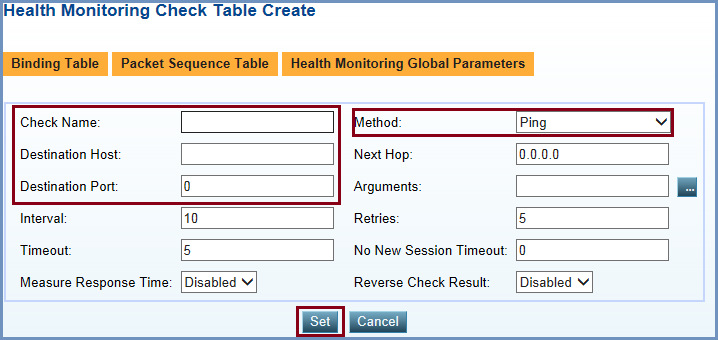 Health Monitoring Check Table Create
Binding Table Packet Sequence Table Health Monitoring Global Parameters
Check Name: Method: Ping
Destination Host: Next Hop: 0.0.0.0
Destination Port: 0 Arguments: ...
Interval: 10 Retries: 5
Timeout: 5 No New Session Timeout: 0
Measure Response Time: Disabled Reverse Check Result: Disabled
Set Cancel